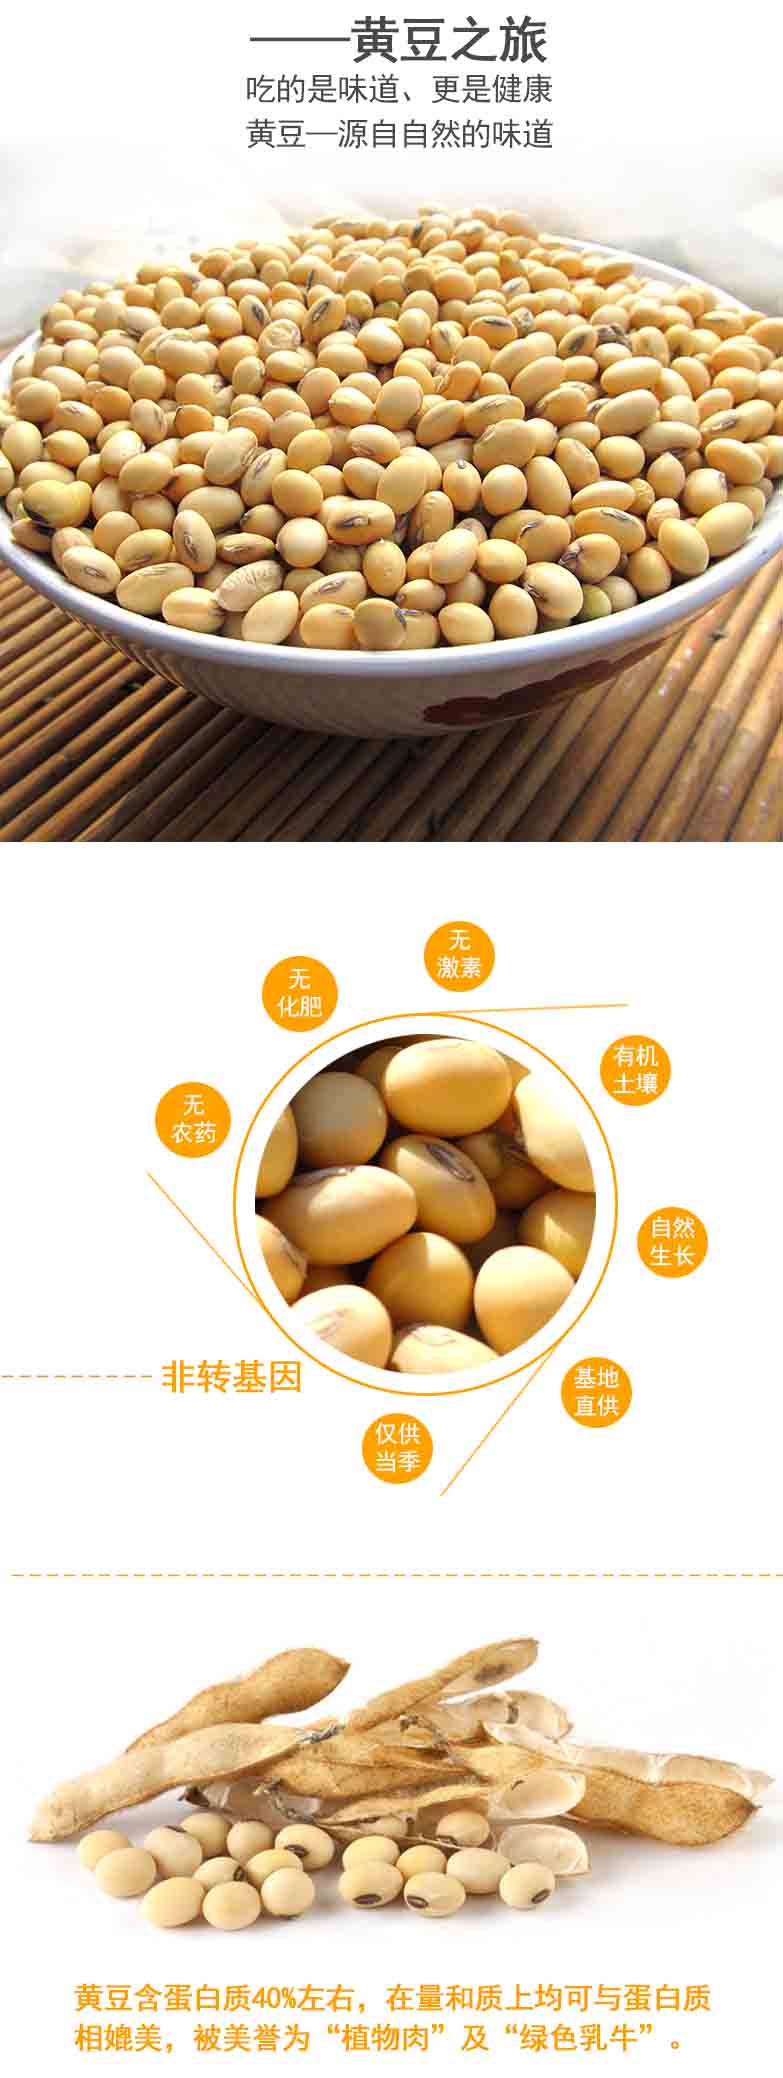 ——黄豆之旅
吃的是味道、更是健康
黄豆—源自自然的味道
无
激素
无
化肥
有机
土壤
无
农药
自然
生长
非转基因
基地
直供
仅供
当季
黄豆含蛋白质40%左右，在量和质上均可与蛋白质
相媲美，被美誉为“植物肉”及“绿色乳牛”。